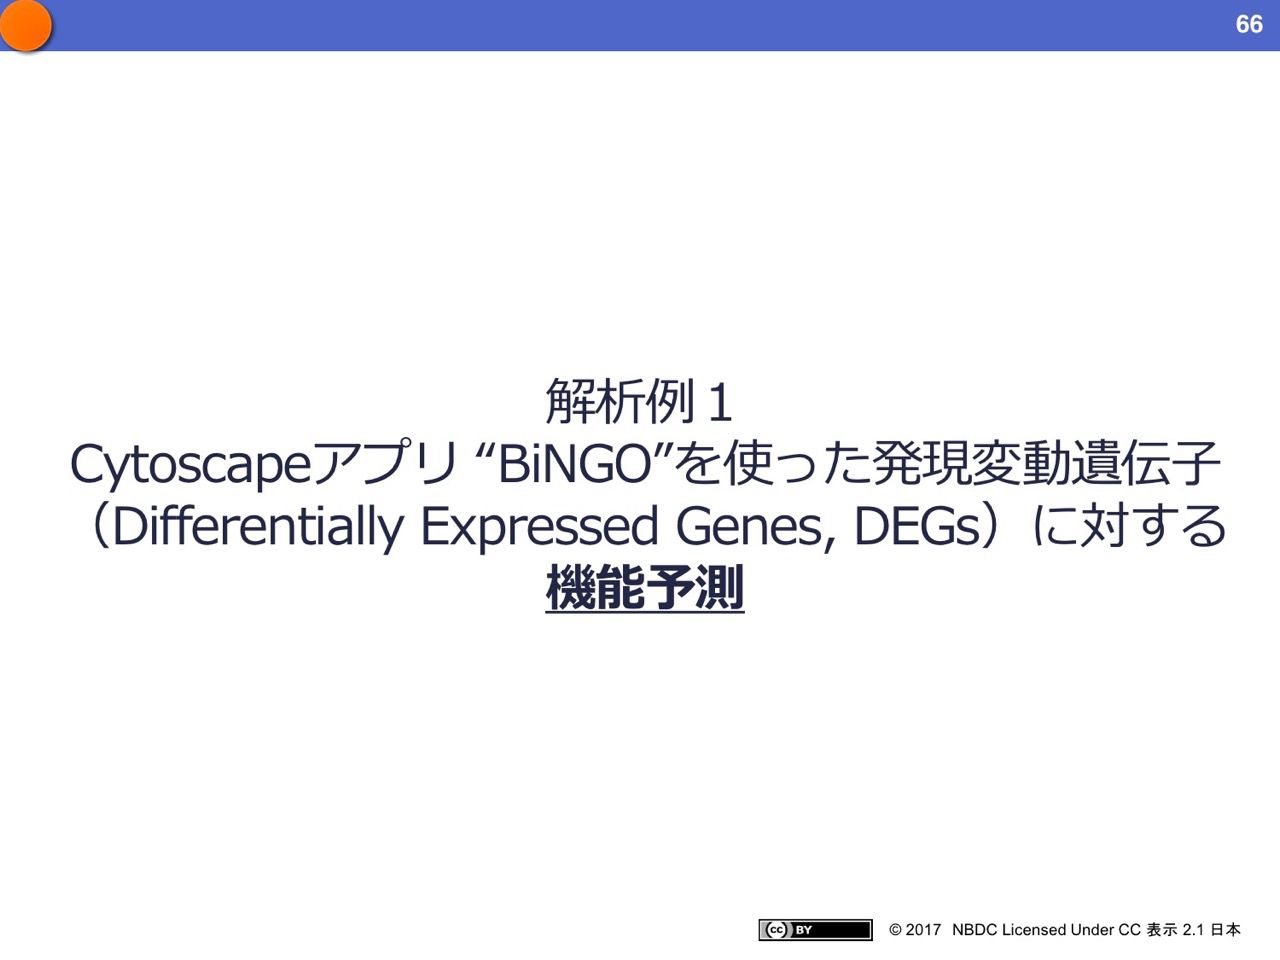 66
解析例１
Cytoscapeアプリ “BiNGO”を使った発現変動遺伝子
（Differentially Expressed Genes, DEGs）に対する
機能予測
cc BY
© 2017 NBDC Licensed Under CC 表示 2.1 日本